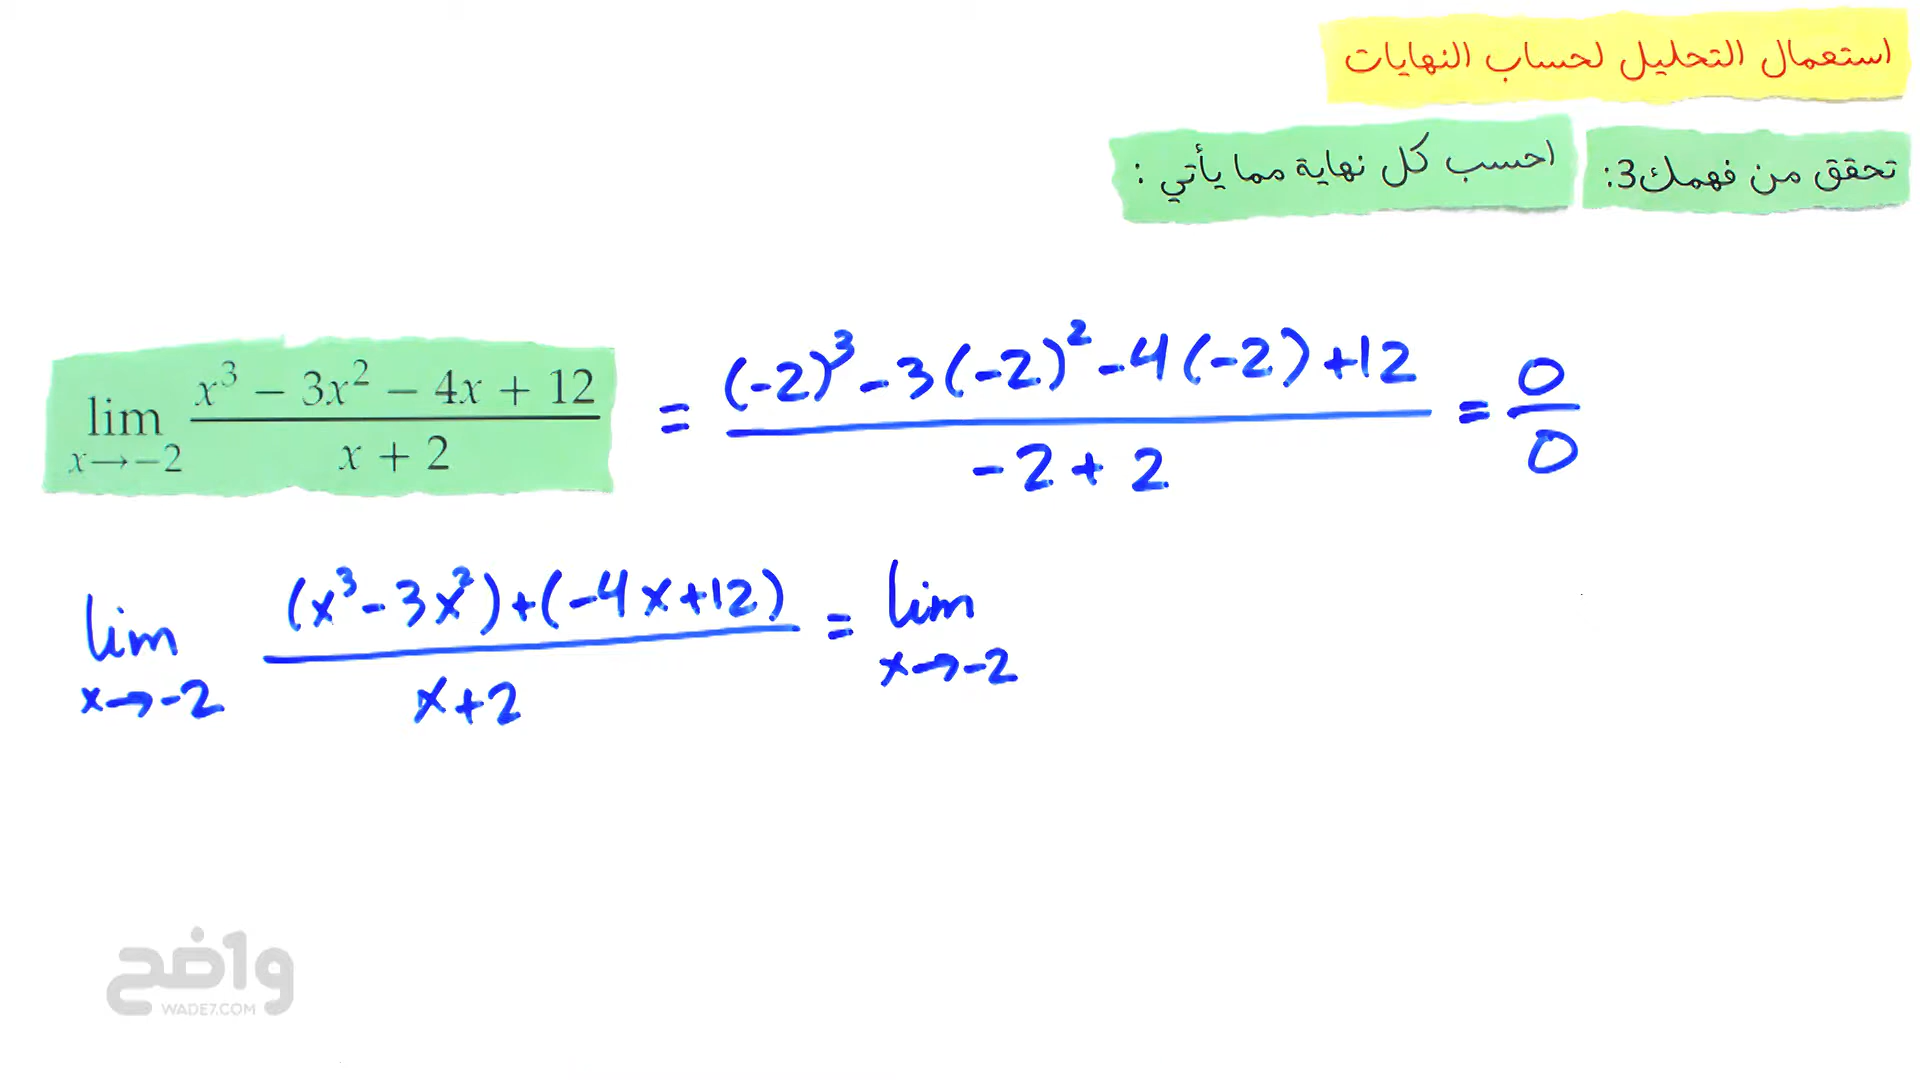 استعمال التحليل لحساب النهايات
تحقق من فهمك3: احسب كل نهاية مما يأتي :
lim x→−2 (x³ − 3x² − 4x + 12)/(x + 2) = ((-2)³ - 3(-2)² - 4(-2) + 12)/(-2 + 2) = 0/0
lim x→-2 ((x³ - 3x²) + (-4x + 12))/(x + 2) = lim x→-2
واضح
WADE7.COM